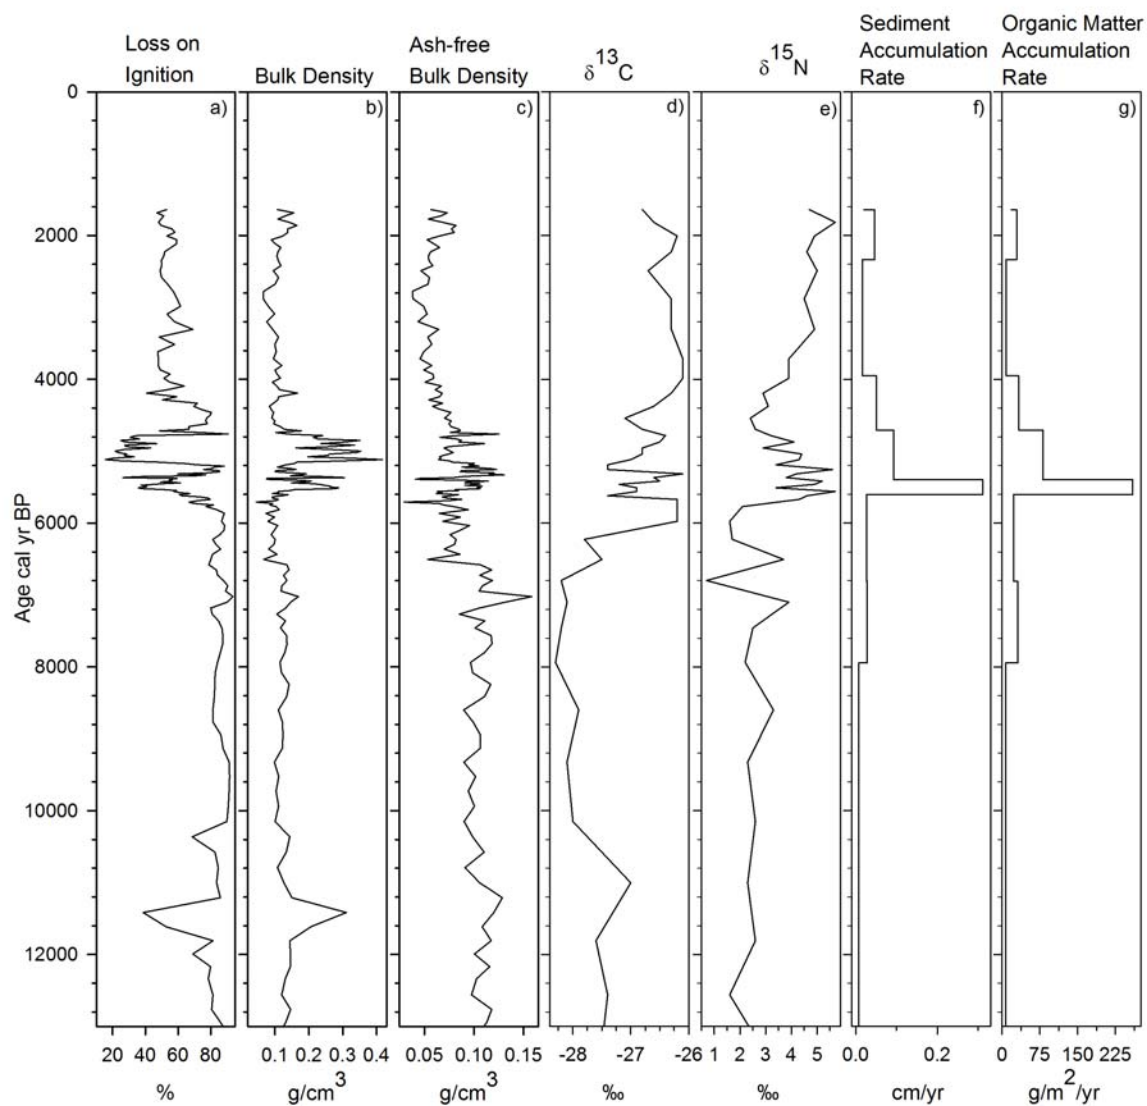 Loss on
Ignition
Bulk Density
Ash-free
Bulk Density
δ13C
δ15N
Sediment
Accumulation
Rate
Organic Matter
Accumulation
Rate
a)
b)
c)
d)
e)
f)
g)
Age cal yr BP
0
2000
4000
6000
8000
10000
12000
20 40 60 80
%
0.1 0.2 0.3 0.4
g/cm3
0.05 0.10 0.15
g/cm3
-28 -27 -26
‰
1 2 3 4 5
‰
0.0 0.2
cm/yr
0 75 150 225
g/m2/yr